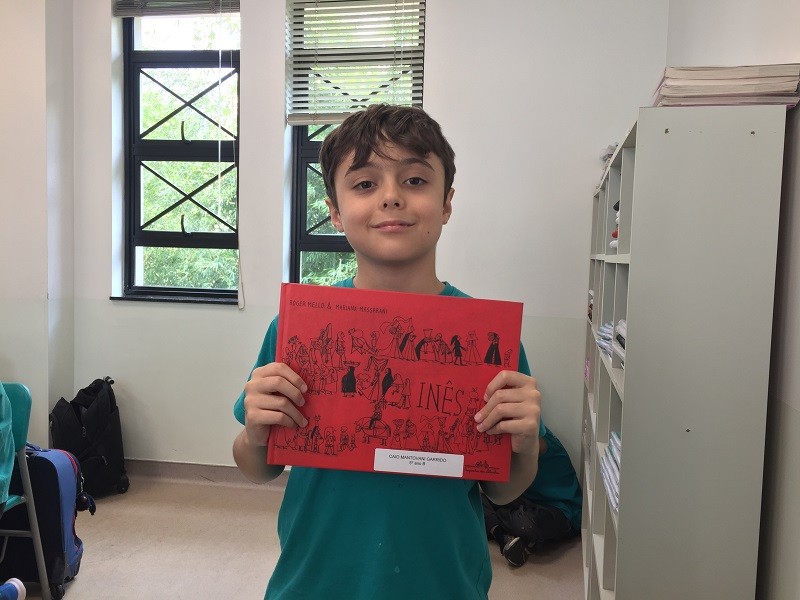 ROGER MELLO & MARIANA MASSARANI
INÊS
CAIO MANTOVANI GARRIDO
5º ano B